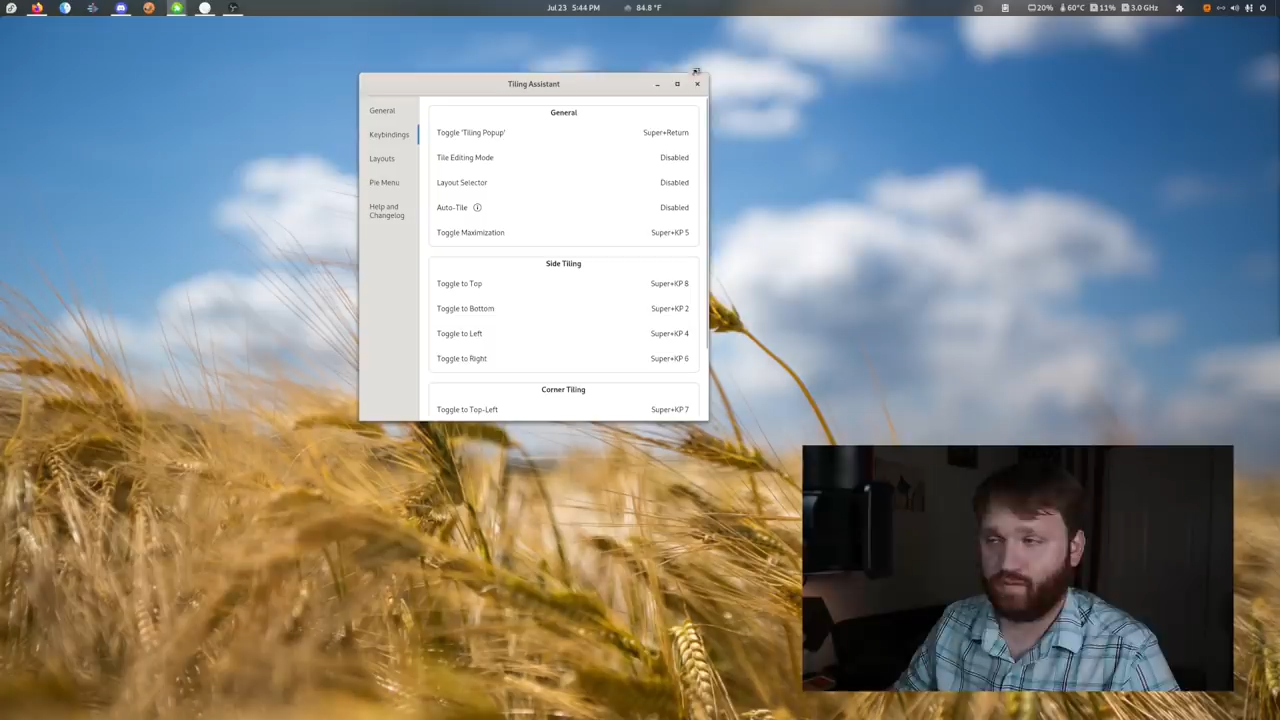 Jul 23 5:44 PM 84.8 °F 20% 60°C 11% 3.0 GHz
Tiling Assistant
General
Keybindings
Layouts
Pie Menu
Help and
Changelog
General
Toggle 'Tiling Popup' Super+Return
Tile Editing Mode Disabled
Layout Selector Disabled
Auto-Tile Disabled
Toggle Maximization Super+KP 5
Side Tiling
Toggle to Top Super+KP 8
Toggle to Bottom Super+KP 2
Toggle to Left Super+KP 4
Toggle to Right Super+KP 6
Corner Tiling
Toggle to Top-Left Super+KP 7